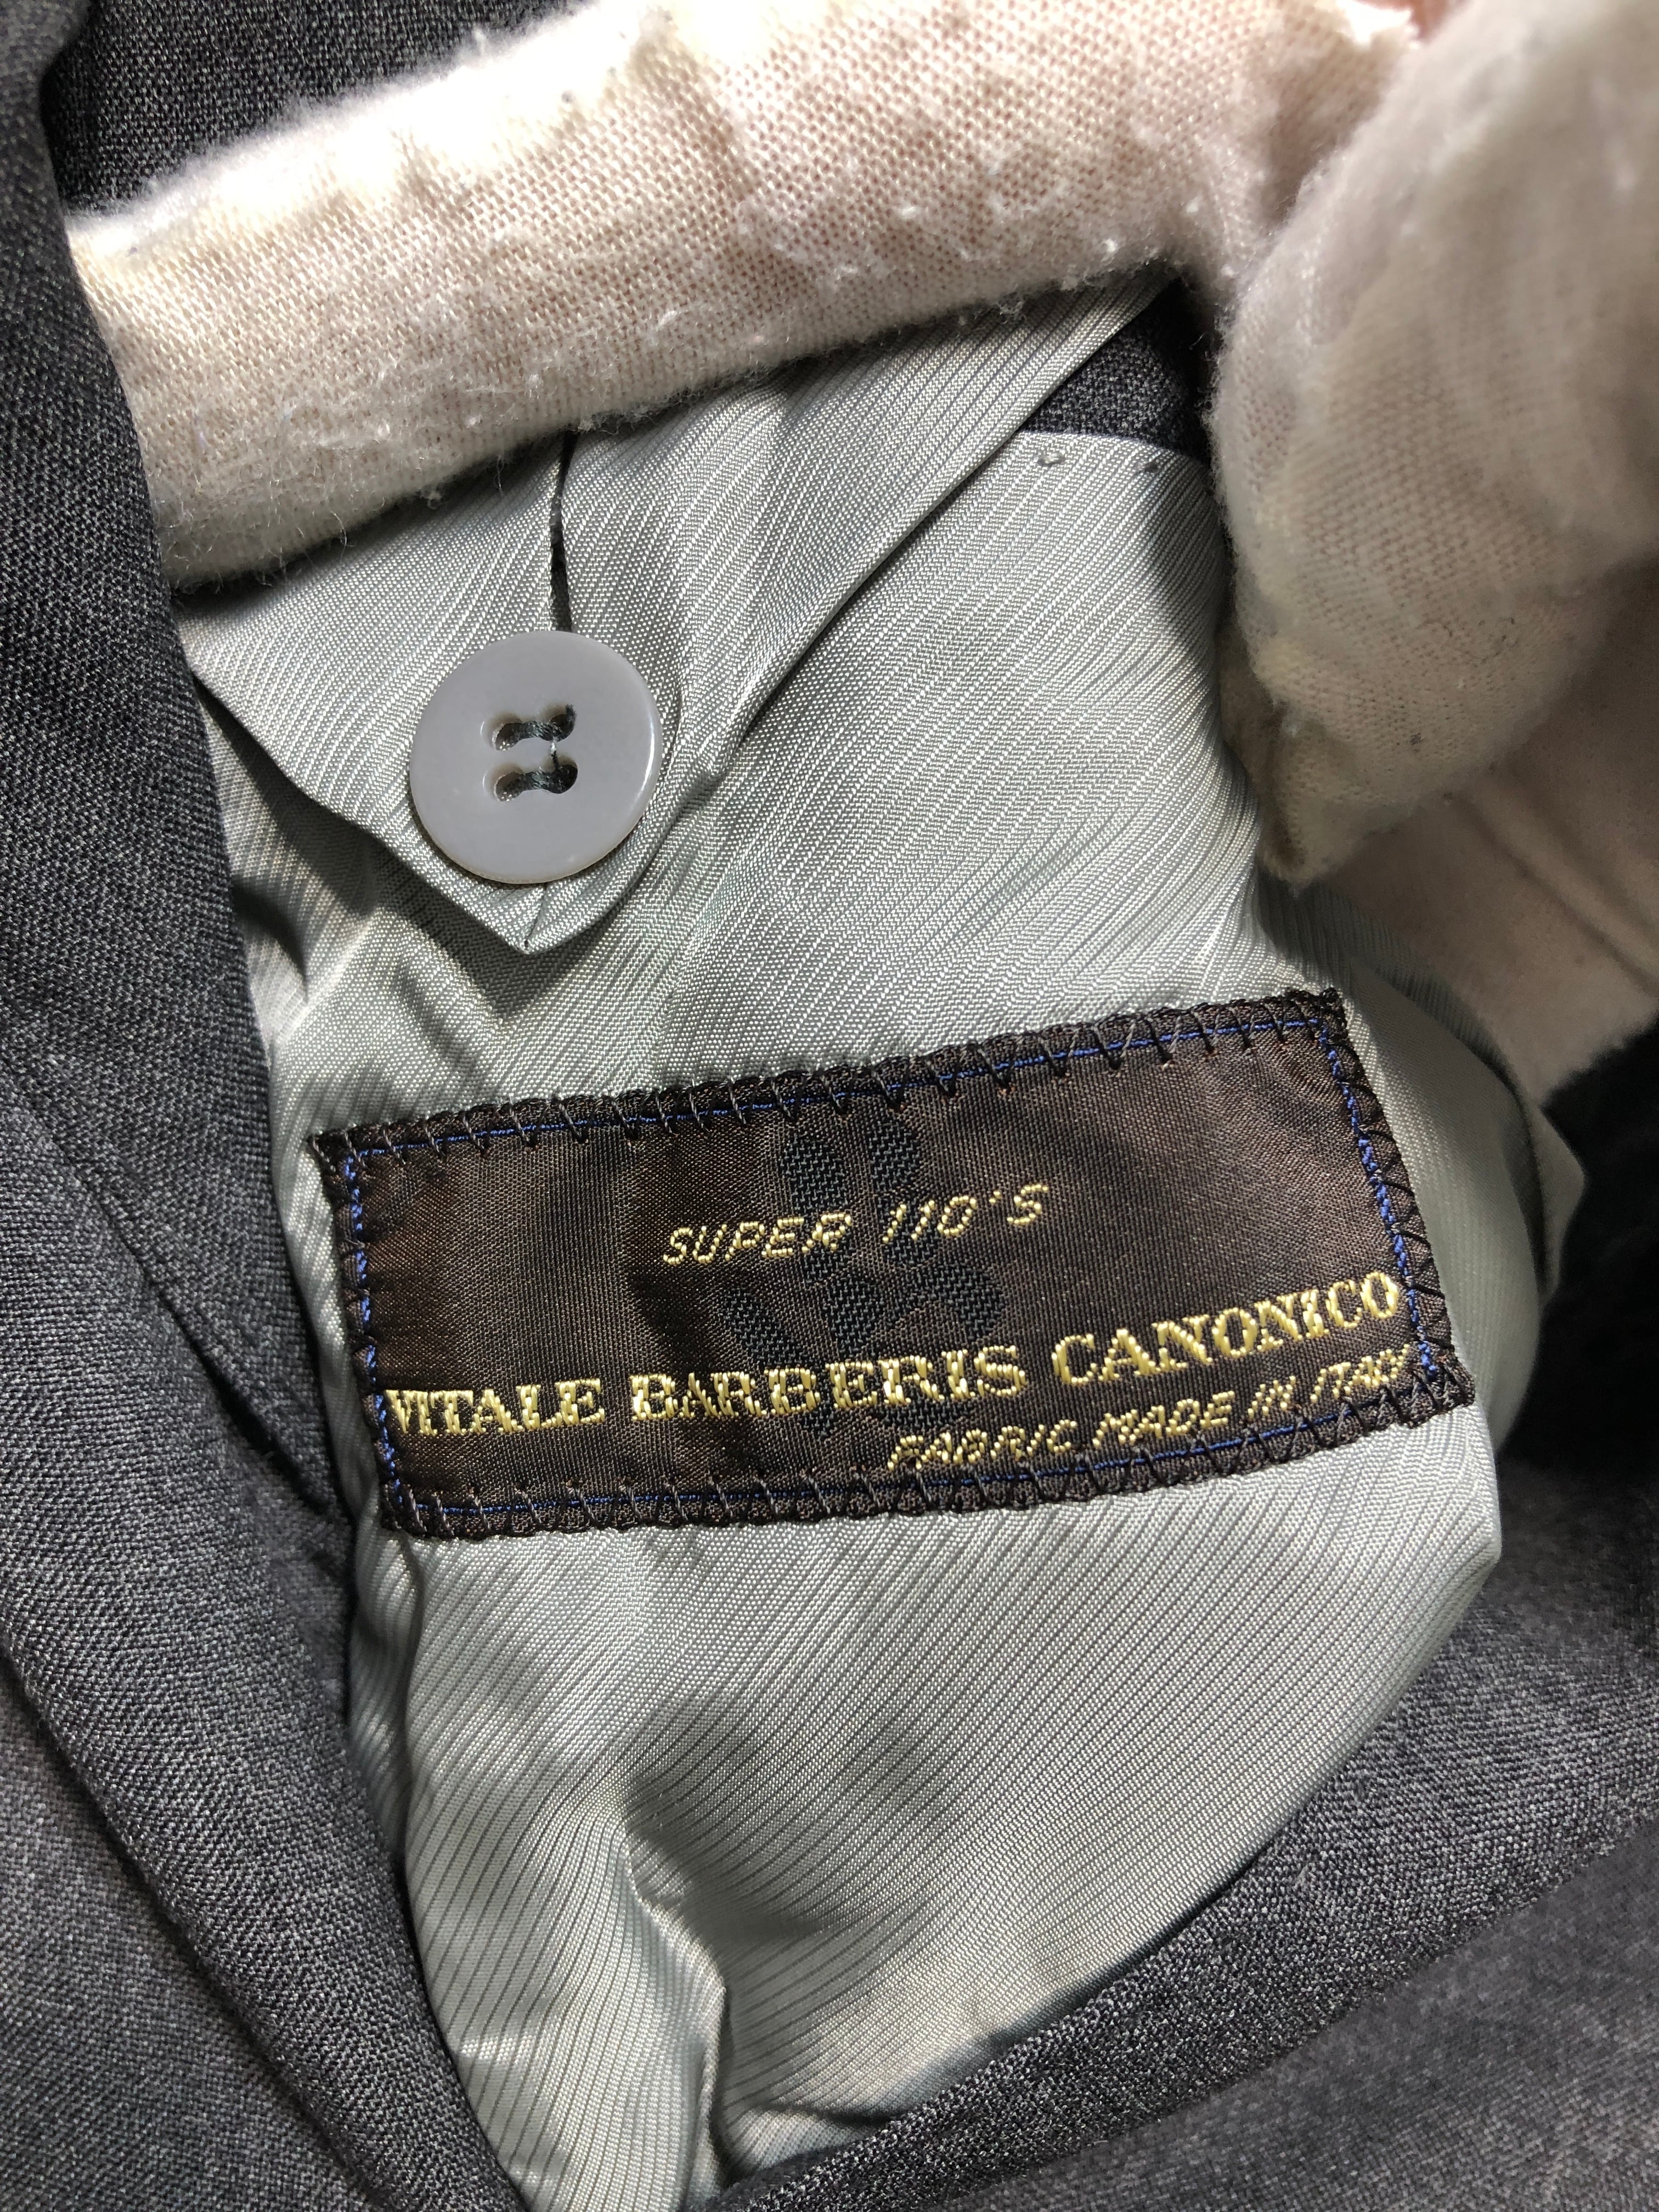 SUPER 110'S
VITALE BARBERIS CANONICO
FABRIC MADE IN ITALY